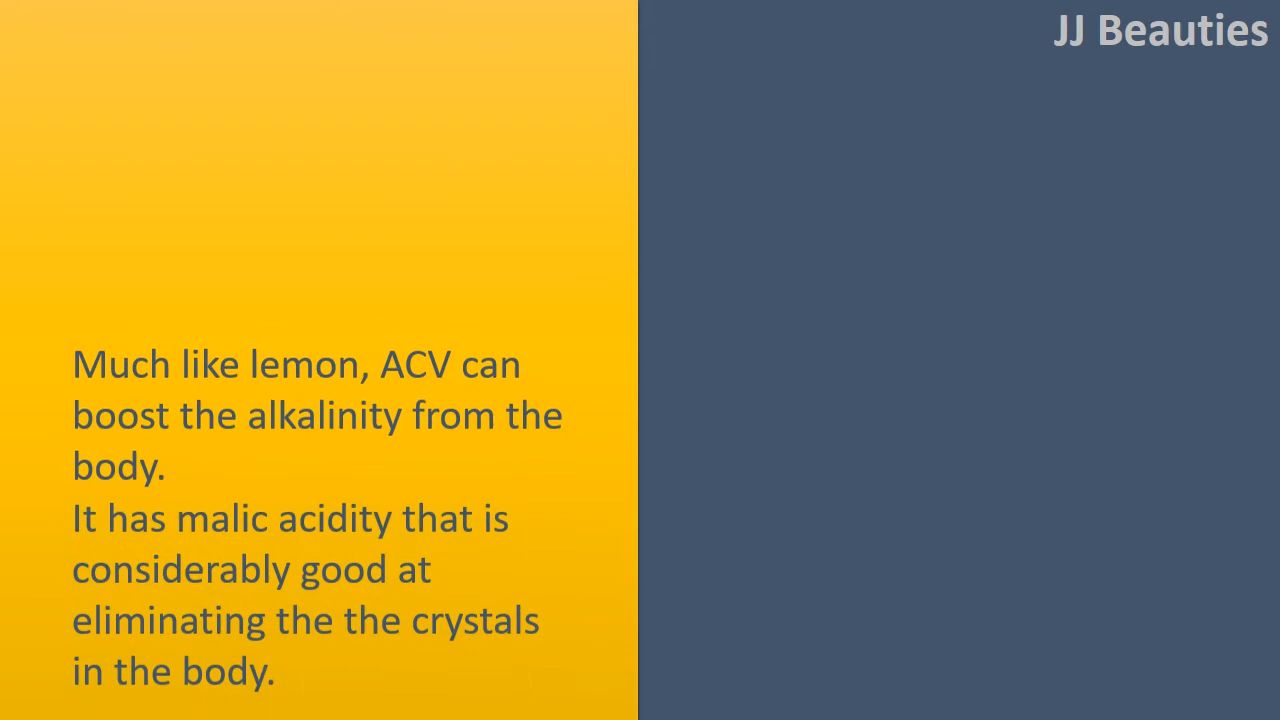 JJ Beauties
Much like lemon, ACV can
boost the alkalinity from the
body.
It has malic acidity that is
considerably good at
eliminating the the crystals
in the body.